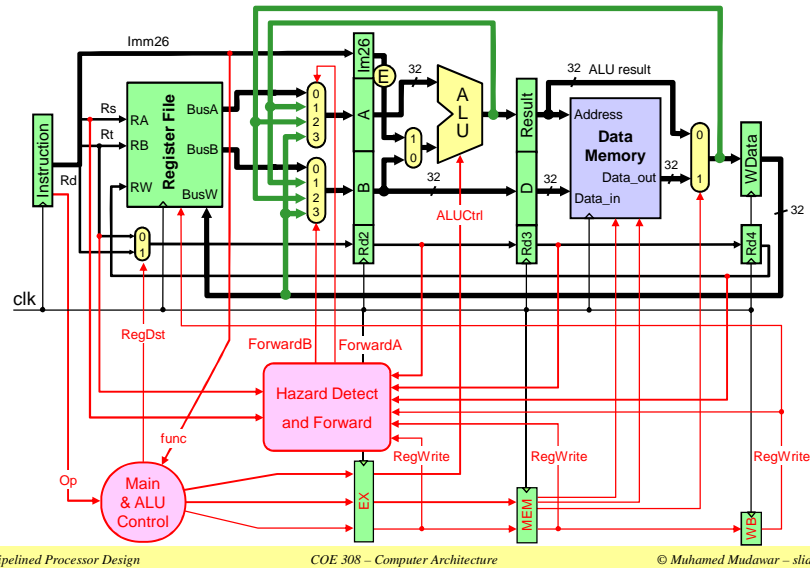 Imm26
32
32
ALU result
Im26
E
Rs
Rt
Rd
Instruction
RA
RB
RW
Register File
BusA
BusB
BusW
0
1
2
3
A
0
1
2
3
B
1
0
A
L
U
Result
Address
Data
Memory
Data_out
Data_in
32
0
1
WData
32
32
32
D
ALUCtrl
0
1
Rd2
Rd3
Rd4
clk
RegDst
ForwardB
ForwardA
Hazard Detect
and Forward
func
Op
Main
& ALU
Control
EX
RegWrite
MEM
RegWrite
WB
RegWrite
ipelined Processor Design
COE 308 – Computer Architecture
© Muhamed Mudawar – slid